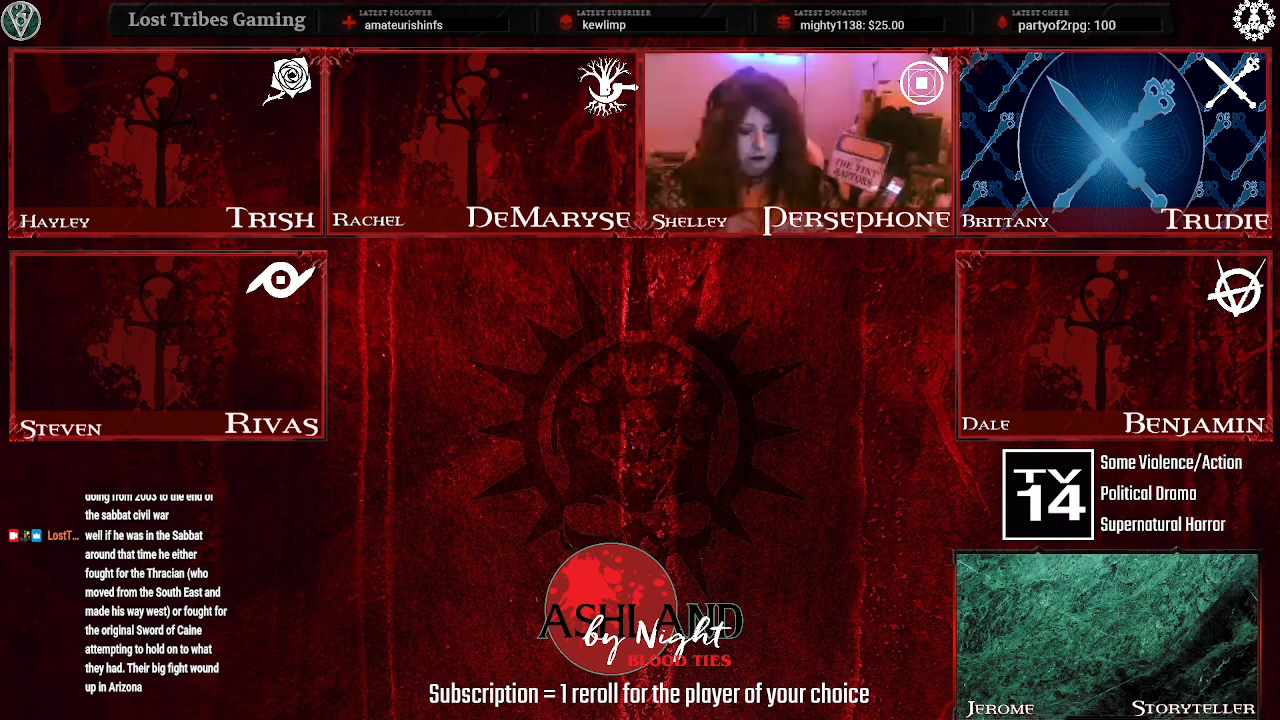 Lost Tribes Gaming
LATEST FOLLOWER
amateurishinfs
LATEST SUBSRIBER
kewlimp
LATEST DONATION
mighty1138: $25.00
LATEST CHEER
partyof2rpg: 100
Hayley Trish
Rachel DeMaryse
THE TINY RAPTORS
Shelley Persephone
Brittany Trudie
Steven Rivas
Dale Benjamin
TV
14
Some Violence/Action
Political Drama
Supernatural Horror
doing from 2003 to the end of
the sabbat civil war
LostT... well if he was in the Sabbat
around that time he either
fought for the Thracian (who
moved from the South East and
made his way west) or fought for
the original Sword of Caine
attempting to hold on to what
they had. Their big fight wound
up in Arizona
ASHLAND
by Night
BLOOD TIES
Subscription = 1 reroll for the player of your choice
Jerome Storyteller